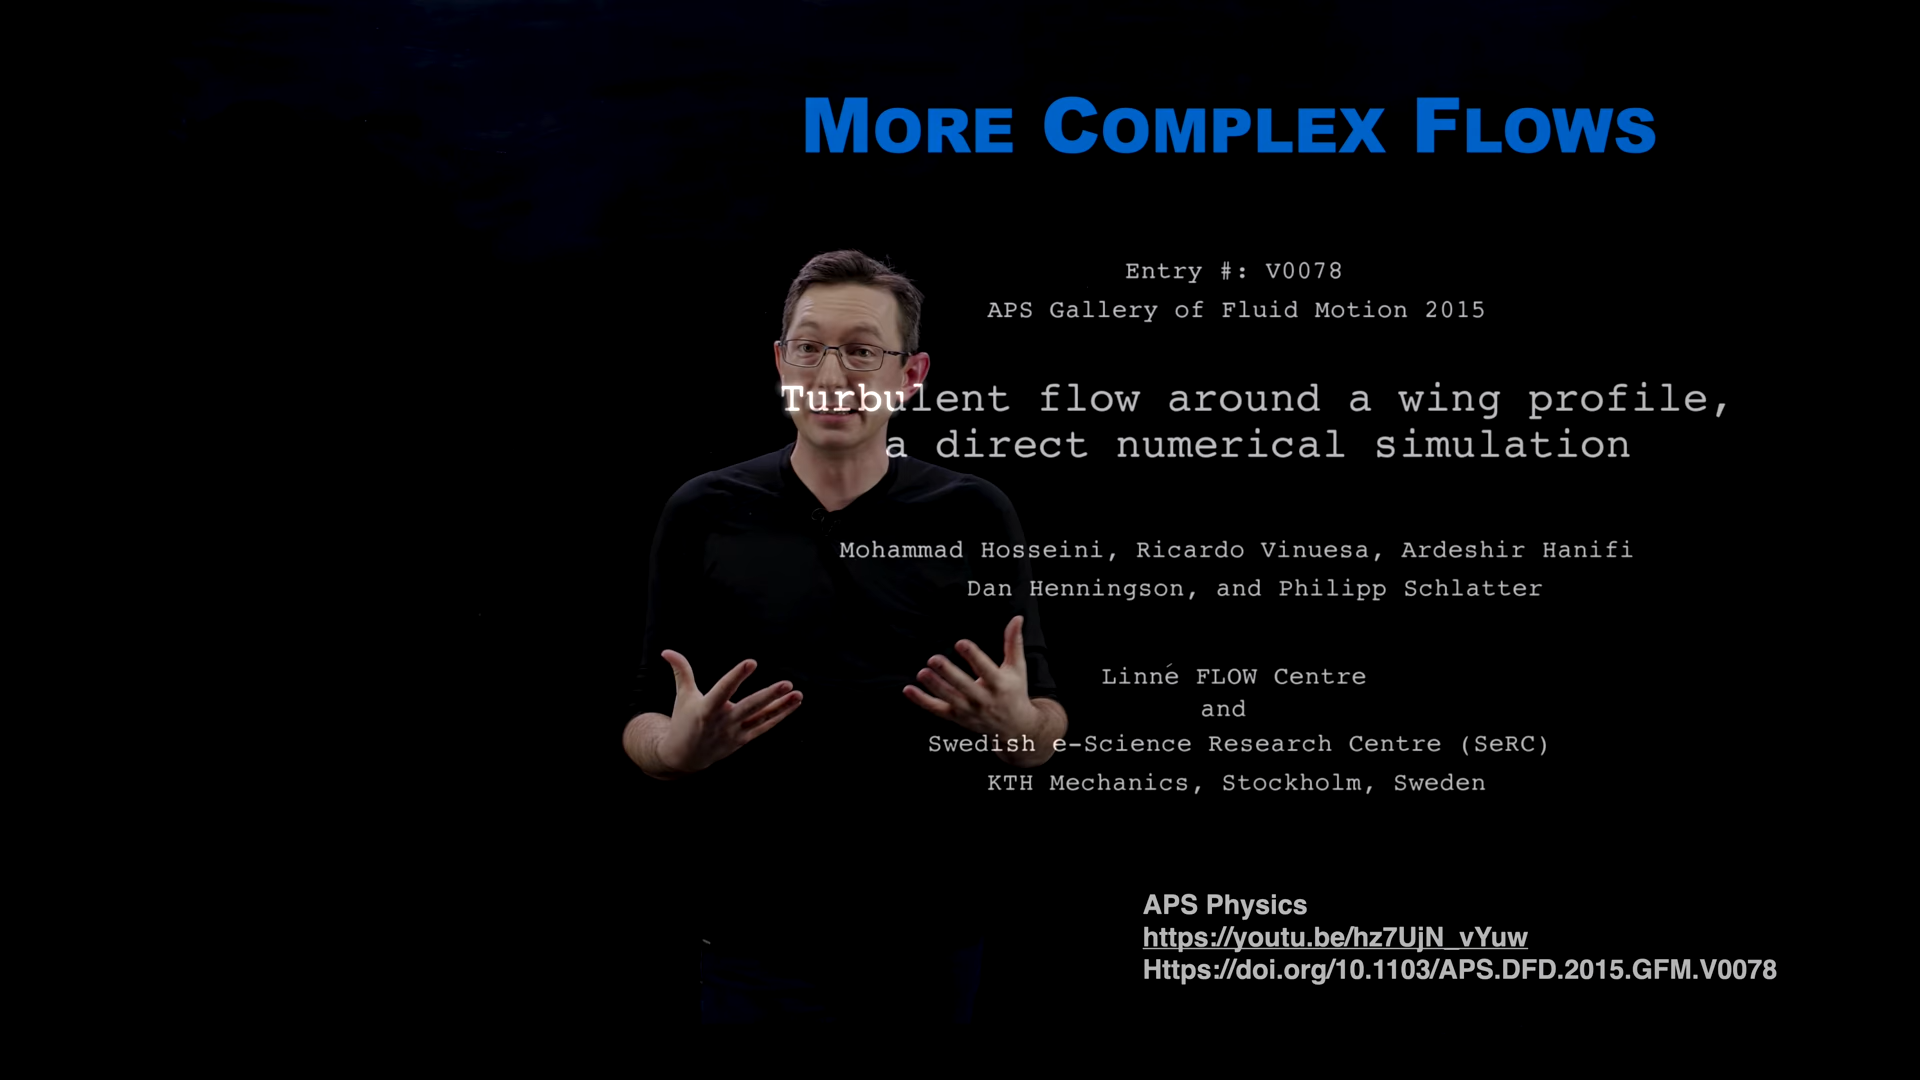 MORE COMPLEX FLOWS
Entry #: V0078
APS Gallery of Fluid Motion 2015
Turbulent flow around a wing profile,
a direct numerical simulation
Mohammad Hosseini, Ricardo Vinuesa, Ardeshir Hanifi
Dan Henningson, and Philipp Schlatter
Linné FLOW Centre
and
Swedish e-Science Research Centre (SeRC)
KTH Mechanics, Stockholm, Sweden
APS Physics
https://youtu.be/hz7UjN_vYuw
Https://doi.org/10.1103/APS.DFD.2015.GFM.V0078